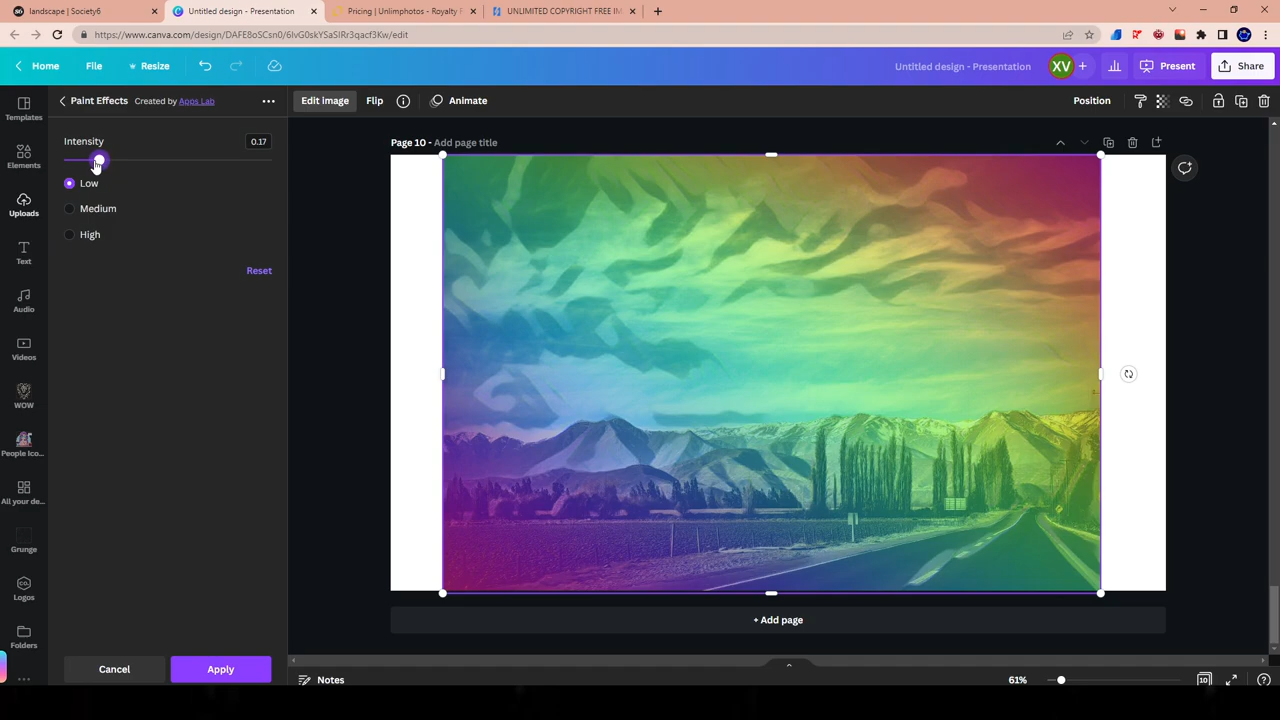 landscape | Society6
Untitled design - Presentation
Pricing | Unlimphotos - Royalty F
UNLIMITED COPYRIGHT FREE IM
https://www.canva.com/design/DAFE8oSCsn0/6IvG0skYSaSIRr3qacf3Kw/edit
Home
File
Resize
Untitled design - Presentation
XV
Present
Share
Templates
Elements
Uploads
Text
Audio
Videos
WOW
People Ico...
All your de...
Grunge
Logos
Folders
Paint Effects
Created by Apps Lab
Intensity
0.17
Low
Medium
High
Reset
Cancel
Apply
Edit image
Flip
Animate
Position
Page 10 - Add page title
+ Add page
Notes
61%
10